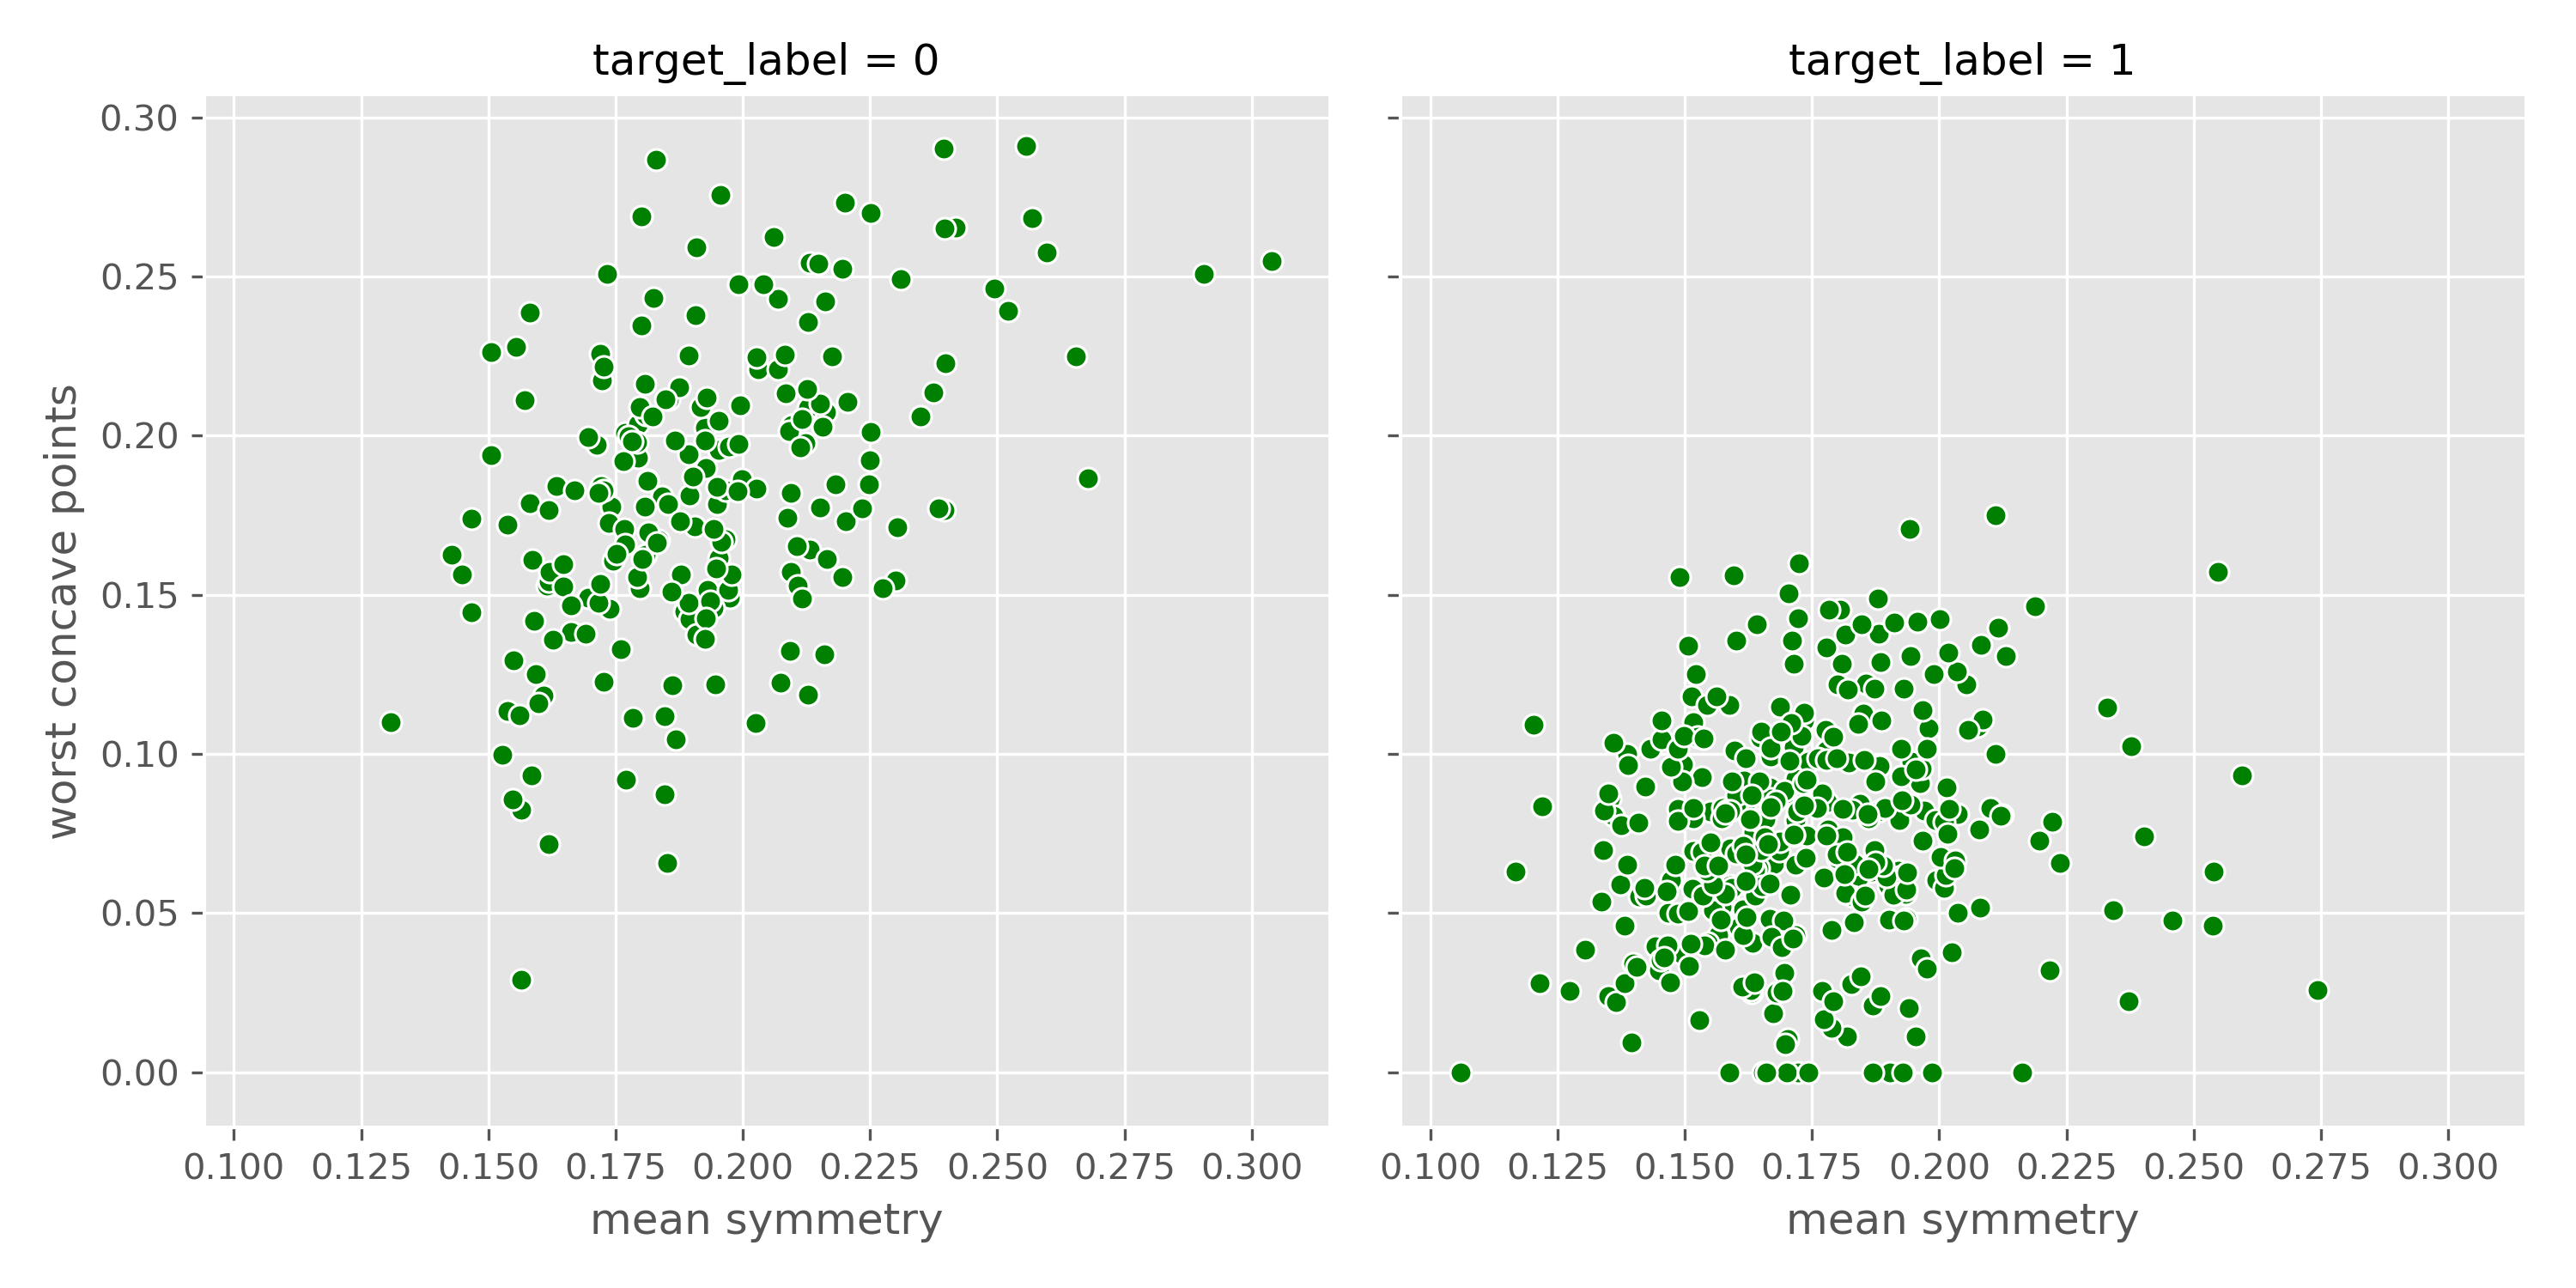 target_label = 0
target_label = 1
0.30
0.25
0.20
0.15
0.10
0.05
0.00
worst concave points
0.100 0.125 0.150 0.175 0.200 0.225 0.250 0.275 0.300
0.100 0.125 0.150 0.175 0.200 0.225 0.250 0.275 0.300
mean symmetry
mean symmetry